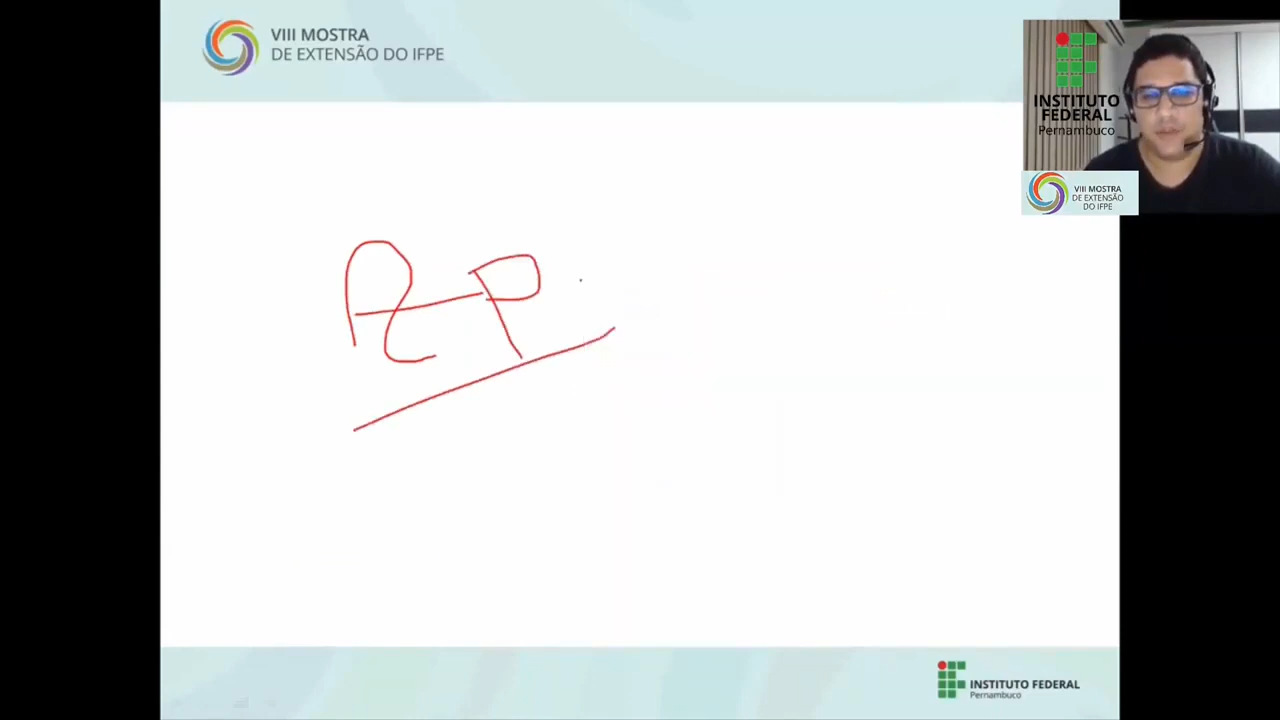 VIII MOSTRA
DE EXTENSÃO DO IFPE
INSTITUTO
FEDERAL
Pernambuco
VIII MOSTRA
DE EXTENSÃO
DO IFPE
INSTITUTO FEDERAL
Pernambuco